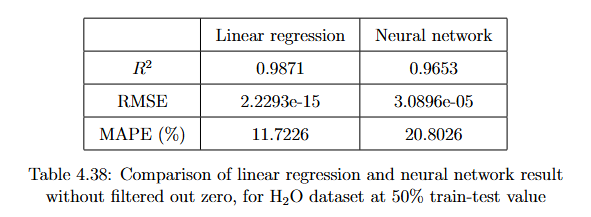 Linear regression Neural network
R² 0.9871 0.9653
RMSE 2.2293e-15 3.0896e-05
MAPE (%) 11.7226 20.8026
Table 4.38: Comparison of linear regression and neural network result
without filtered out zero, for H₂O dataset at 50% train-test value